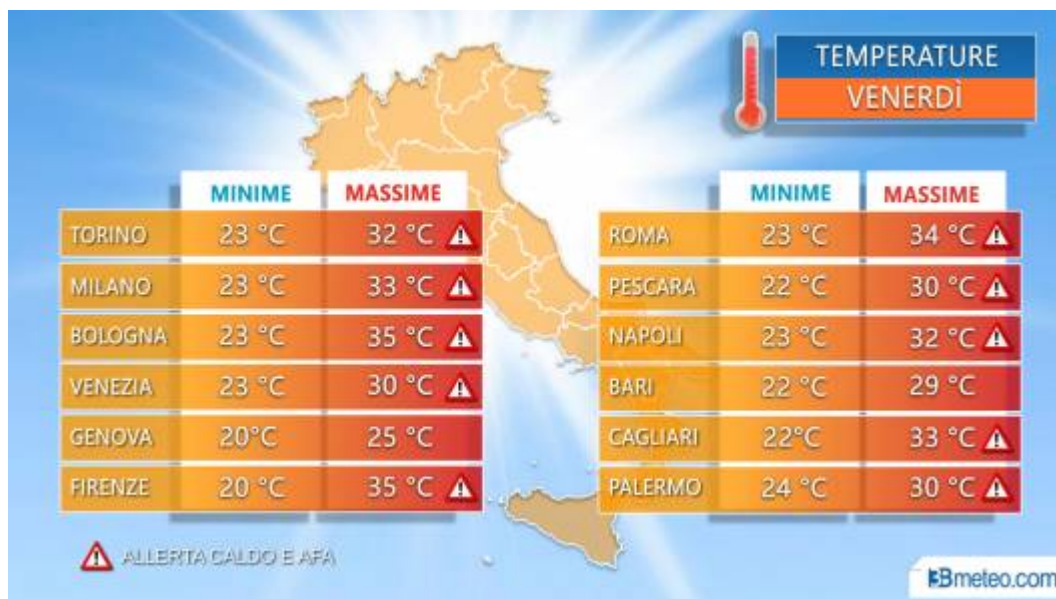 TEMPERATURE
VENERDÌ
MINIME MASSIME
TORINO 23 °C 32 °C
MILANO 23 °C 33 °C
BOLOGNA 23 °C 35 °C
VENEZIA 23 °C 30 °C
GENOVA 20°C 25 °C
FIRENZE 20 °C 35 °C
MINIME MASSIME
ROMA 23 °C 34 °C
PESCARA 22 °C 30 °C
NAPOLI 23 °C 32 °C
BARI 22 °C 29 °C
CAGLIARI 22°C 33 °C
PALERMO 24 °C 30 °C
ALLERTA CALDO E AFA
3Bmeteo.com